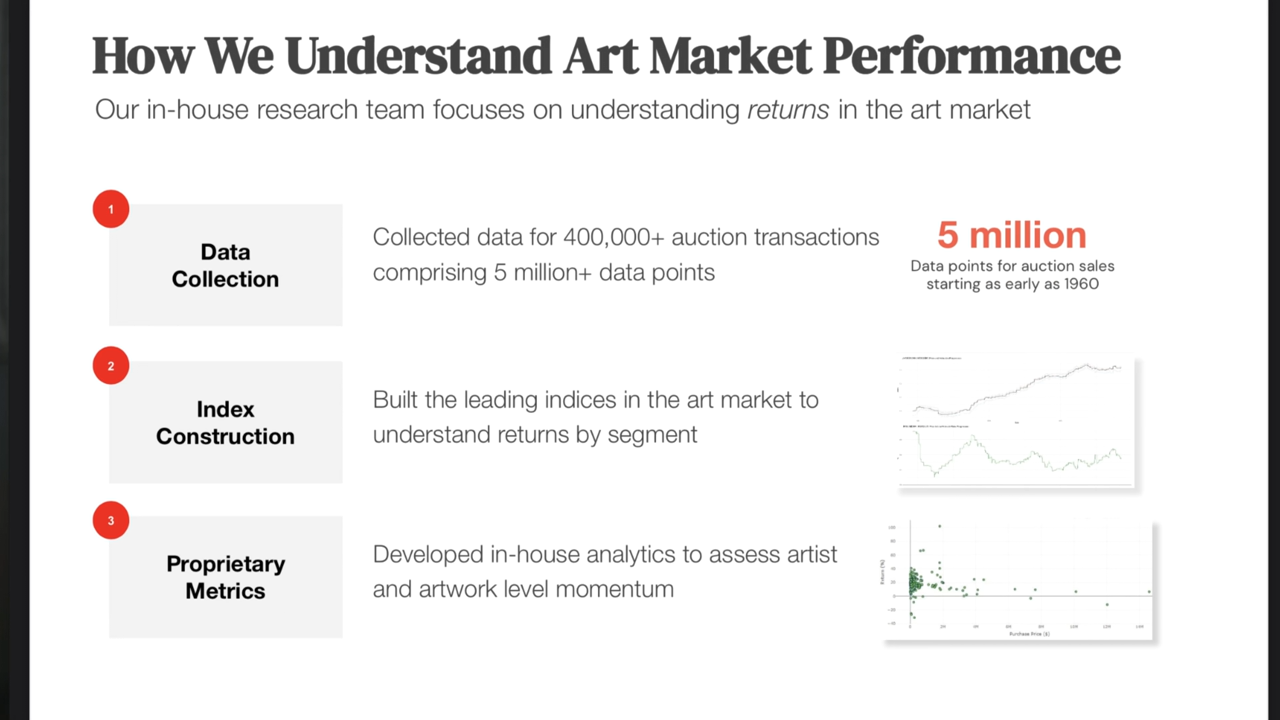 How We Understand Art Market Performance
Our in-house research team focuses on understanding returns in the art market
1
Data
Collection
Collected data for 400,000+ auction transactions
comprising 5 million+ data points
5 million
Data points for auction sales
starting as early as 1960
2
Index
Construction
Built the leading indices in the art market to
understand returns by segment
3
Proprietary
Metrics
Developed in-house analytics to assess artist
and artwork level momentum
Return (%)
Purchase Price ($)